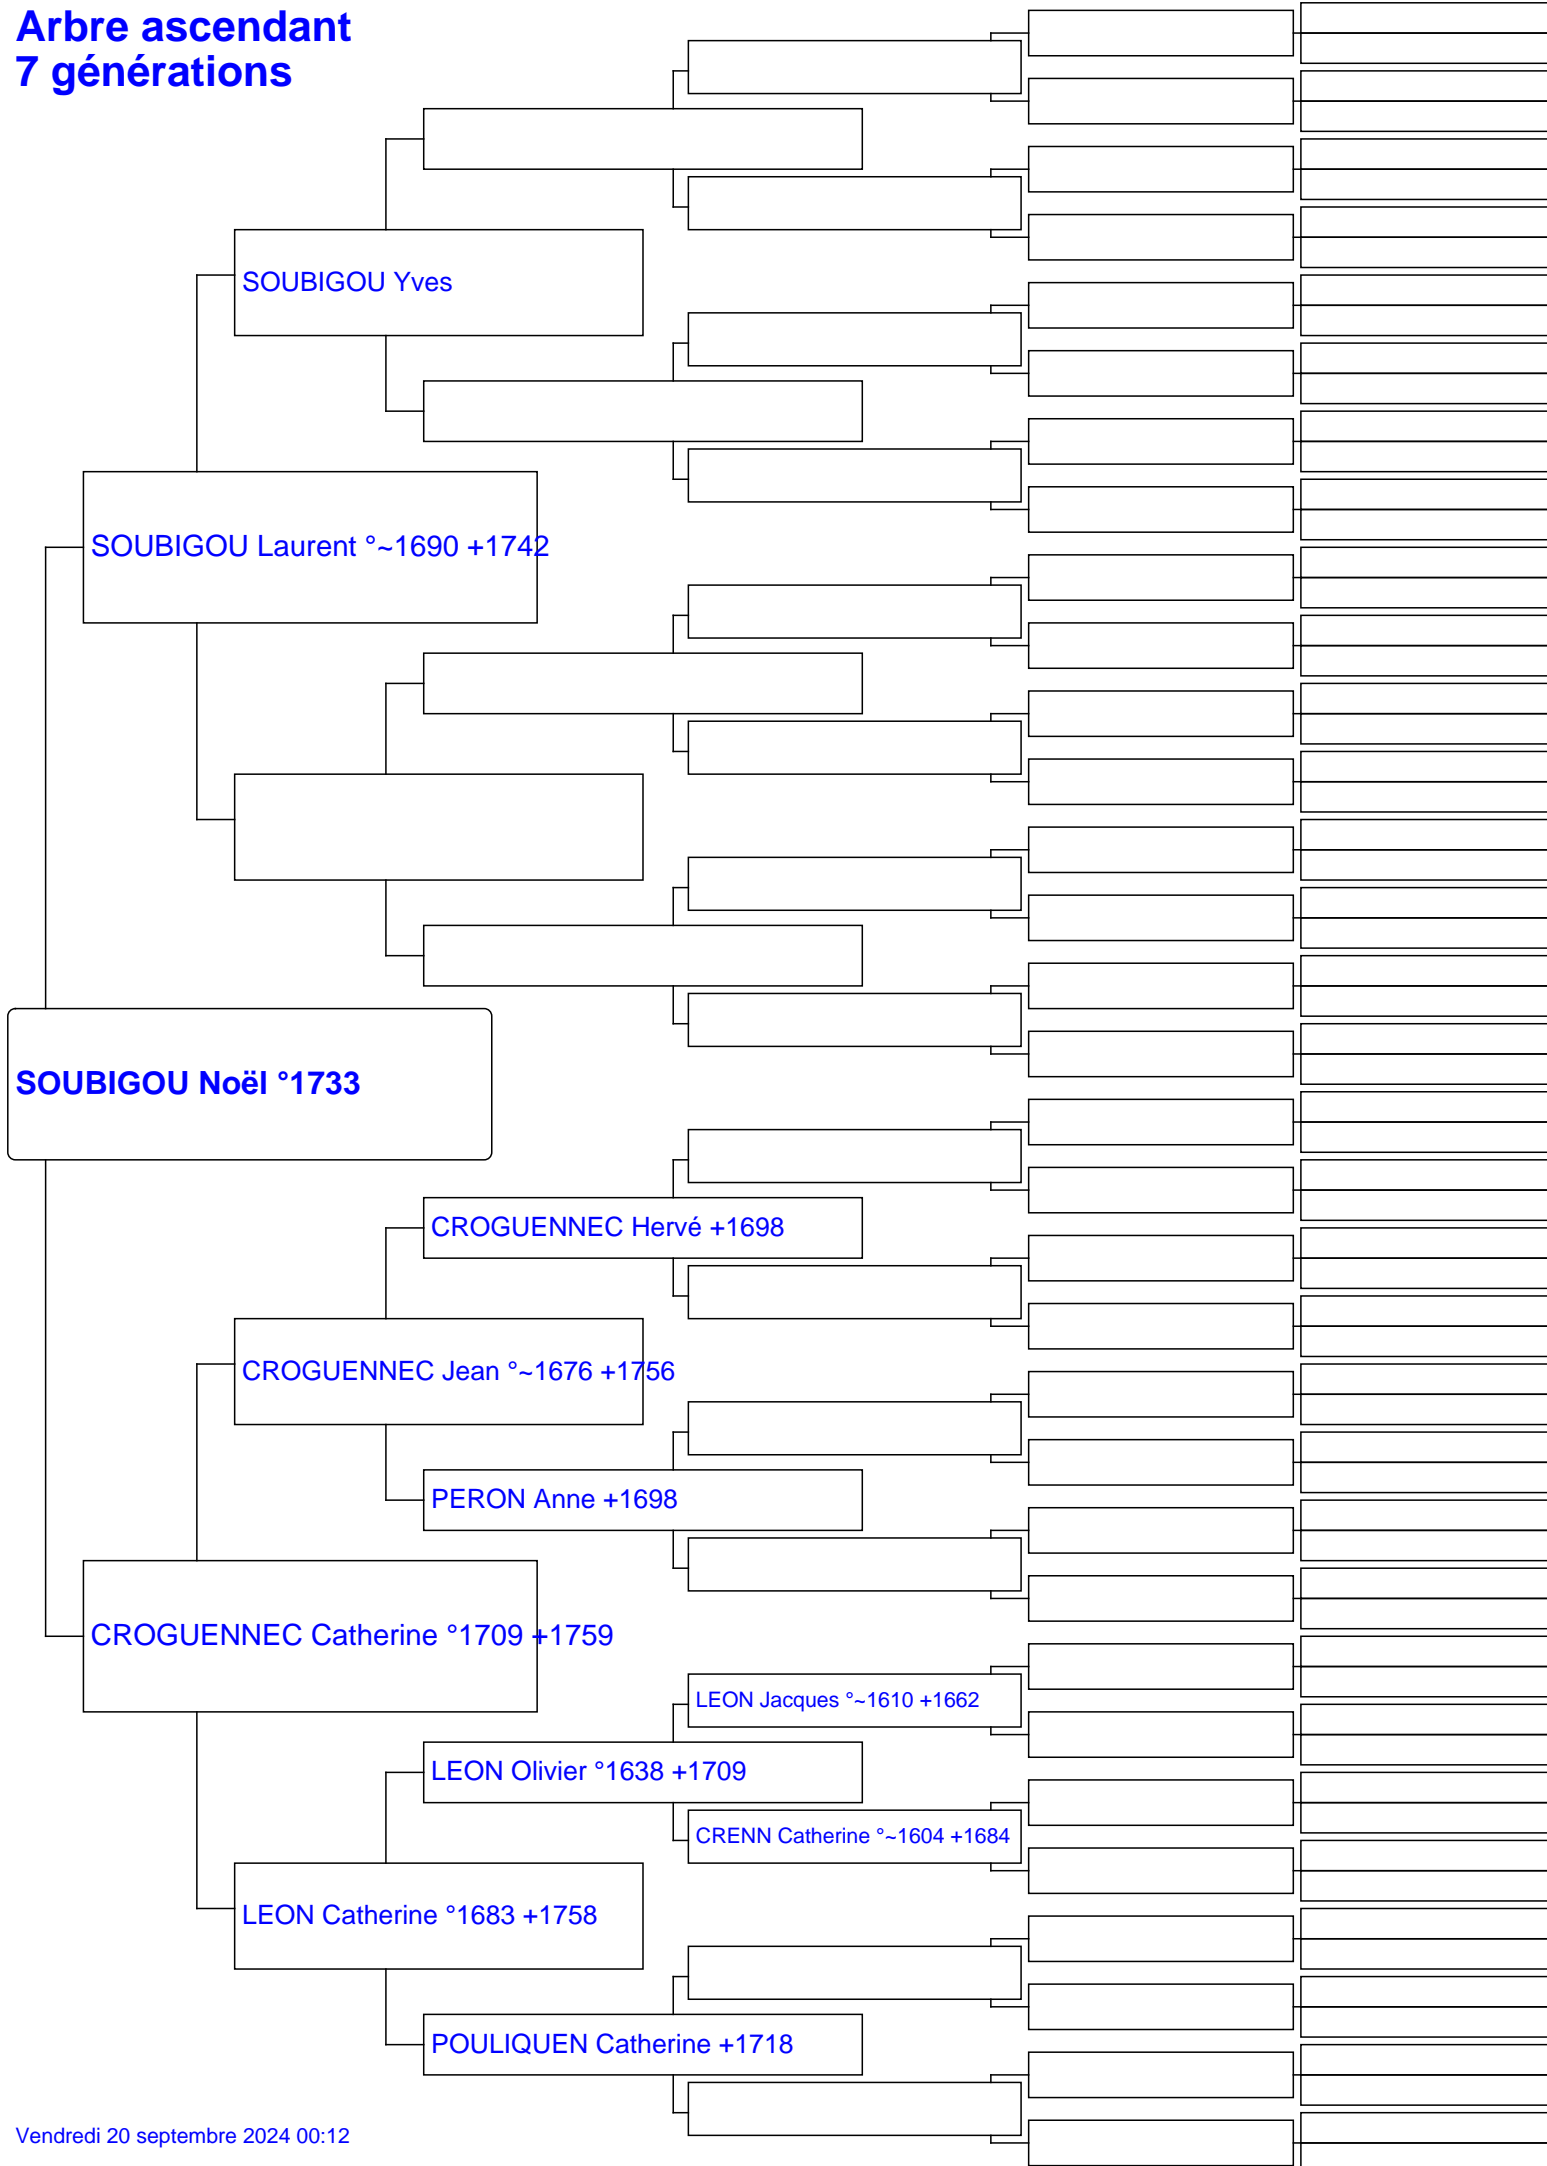 Arbre ascendant
7 générations
SOUBIGOU Yves
SOUBIGOU Laurent °~1690 +1742
SOUBIGOU Noël °1733
CROGUENNEC Hervé +1698
CROGUENNEC Jean °~1676 +1756
PERON Anne +1698
CROGUENNEC Catherine °1709 +1759
LEON Jacques °~1610 +1662
LEON Olivier °1638 +1709
CRENN Catherine °~1604 +1684
LEON Catherine °1683 +1758
POULIQUEN Catherine +1718
Vendredi 20 septembre 2024 00:12